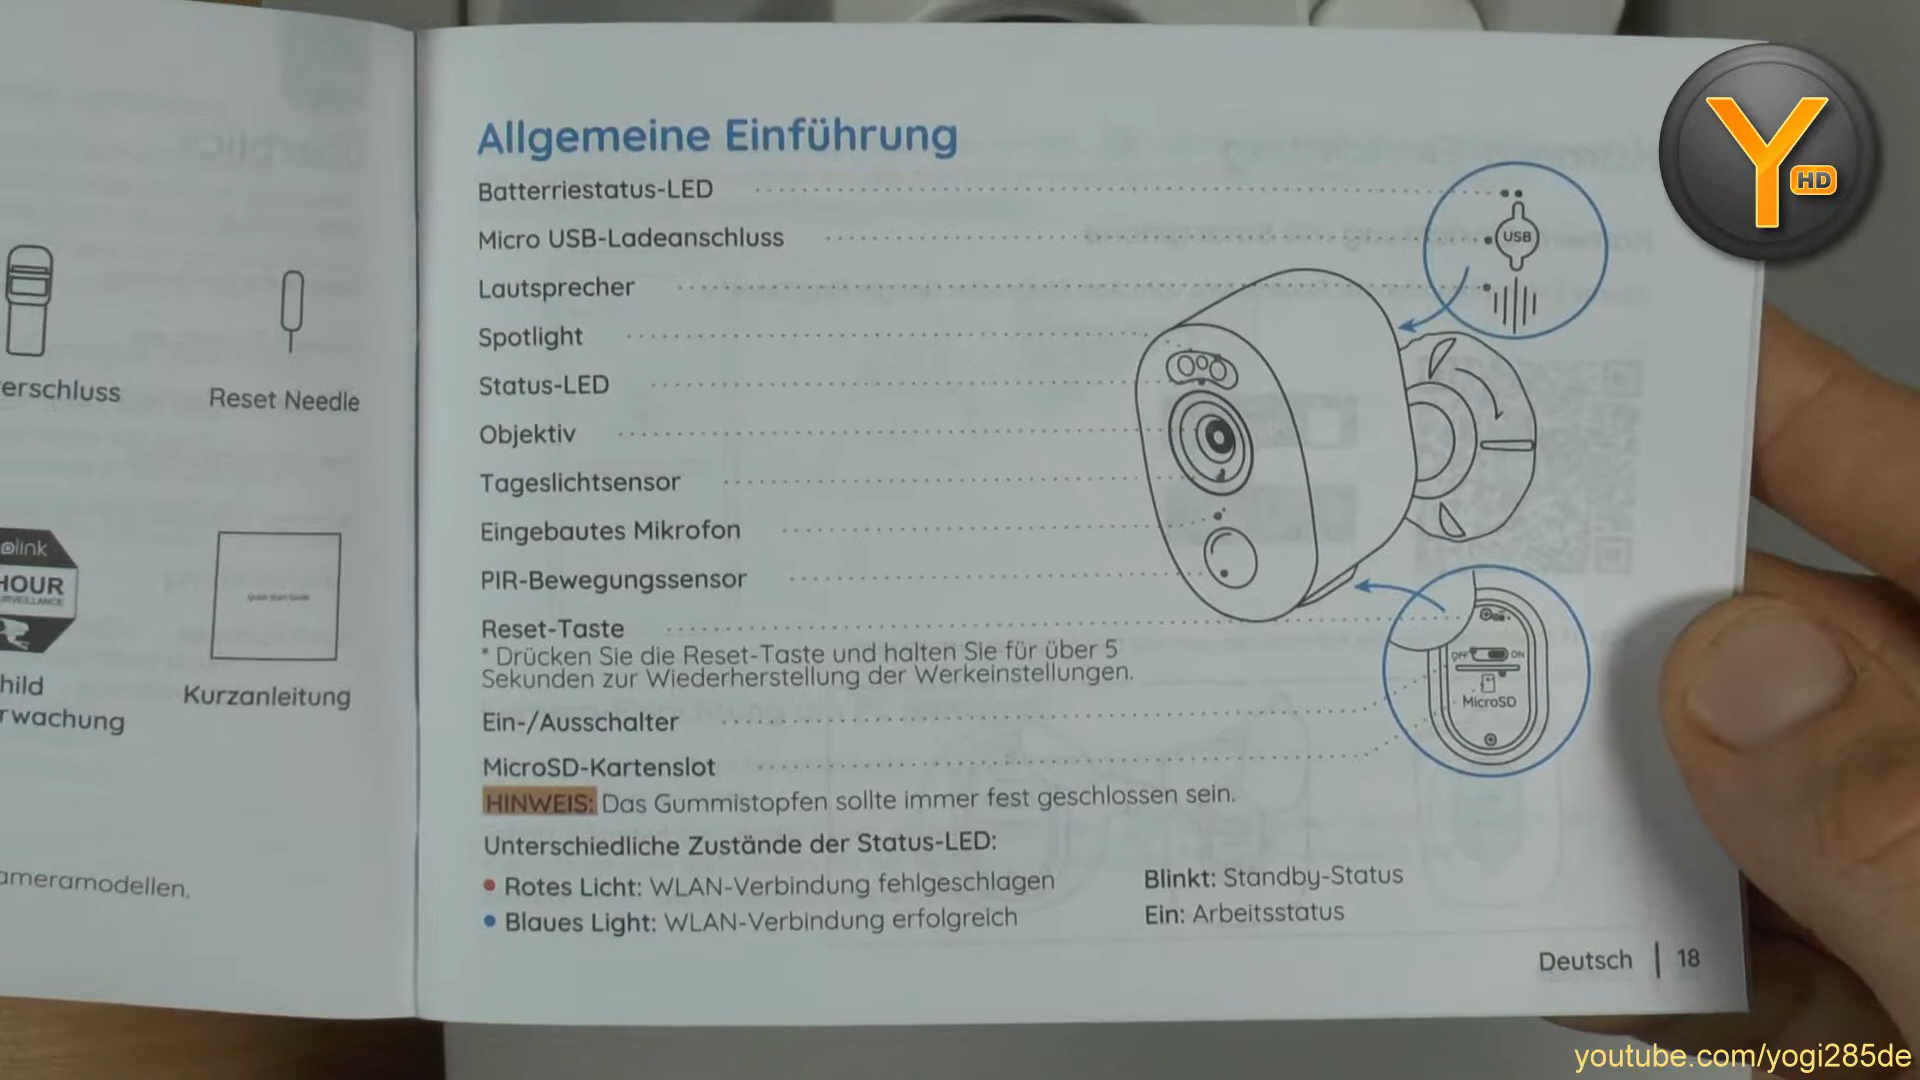 erschluss
Reset Needle
olink
HOUR
Quick Start Guide
hild
rwachung
Kurzanleitung
ameramodellen.
Allgemeine Einführung
Batterriestatus-LED
Micro USB-Ladeanschluss
Lautsprecher
Spotlight
Status-LED
Objektiv
Tageslichtsensor
Eingebautes Mikrofon
PIR-Bewegungssensor
Reset-Taste
* Drücken Sie die Reset-Taste und halten Sie für über 5
Sekunden zur Wiederherstellung der Werkeinstellungen.
Ein-/Ausschalter
MicroSD-Kartenslot
HINWEIS: Das Gummistopfen sollte immer fest geschlossen sein.
Unterschiedliche Zustände der Status-LED:
• Rotes Licht: WLAN-Verbindung fehlgeschlagen
• Blaues Light: WLAN-Verbindung erfolgreich
Blinkt: Standby-Status
Ein: Arbeitsstatus
USB
OFF ON
MicroSD
Deutsch | 18
Y HD
youtube.com/yogi285de